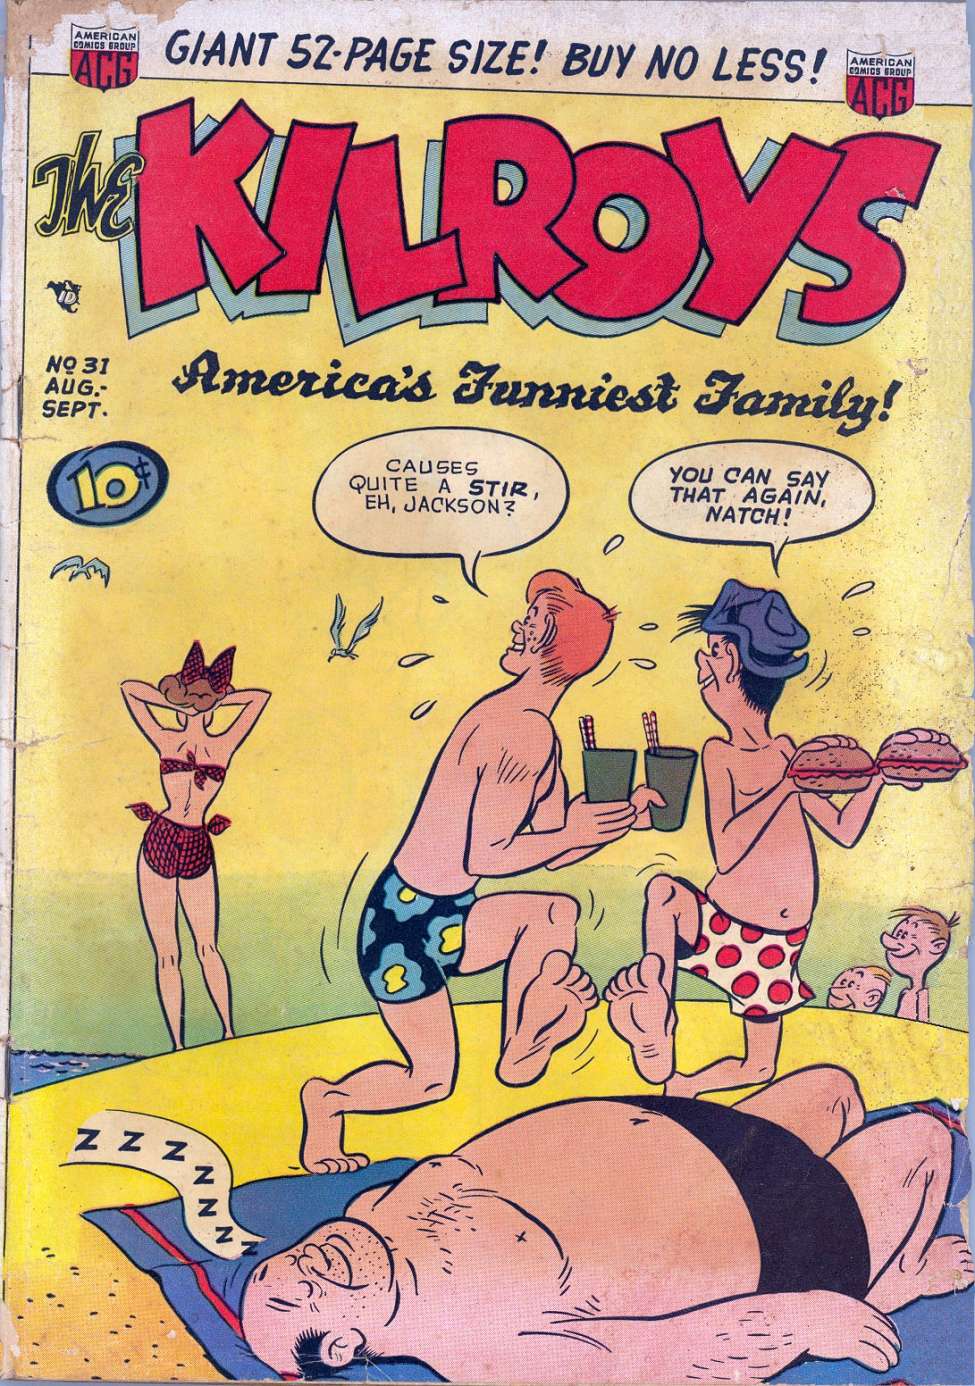 AMERICAN
COMICS GROUP
ACG
GIANT 52-PAGE SIZE! BUY NO LESS!
AMERICAN
COMICS GROUP
ACG
The KILROYS
ID
No 31
AUG.-
SEPT.
America's Funniest Family!
10¢
CAUSES
QUITE A STIR,
EH, JACKSON?
YOU CAN SAY
THAT AGAIN,
NATCH!
Z Z Z Z Z Z Z